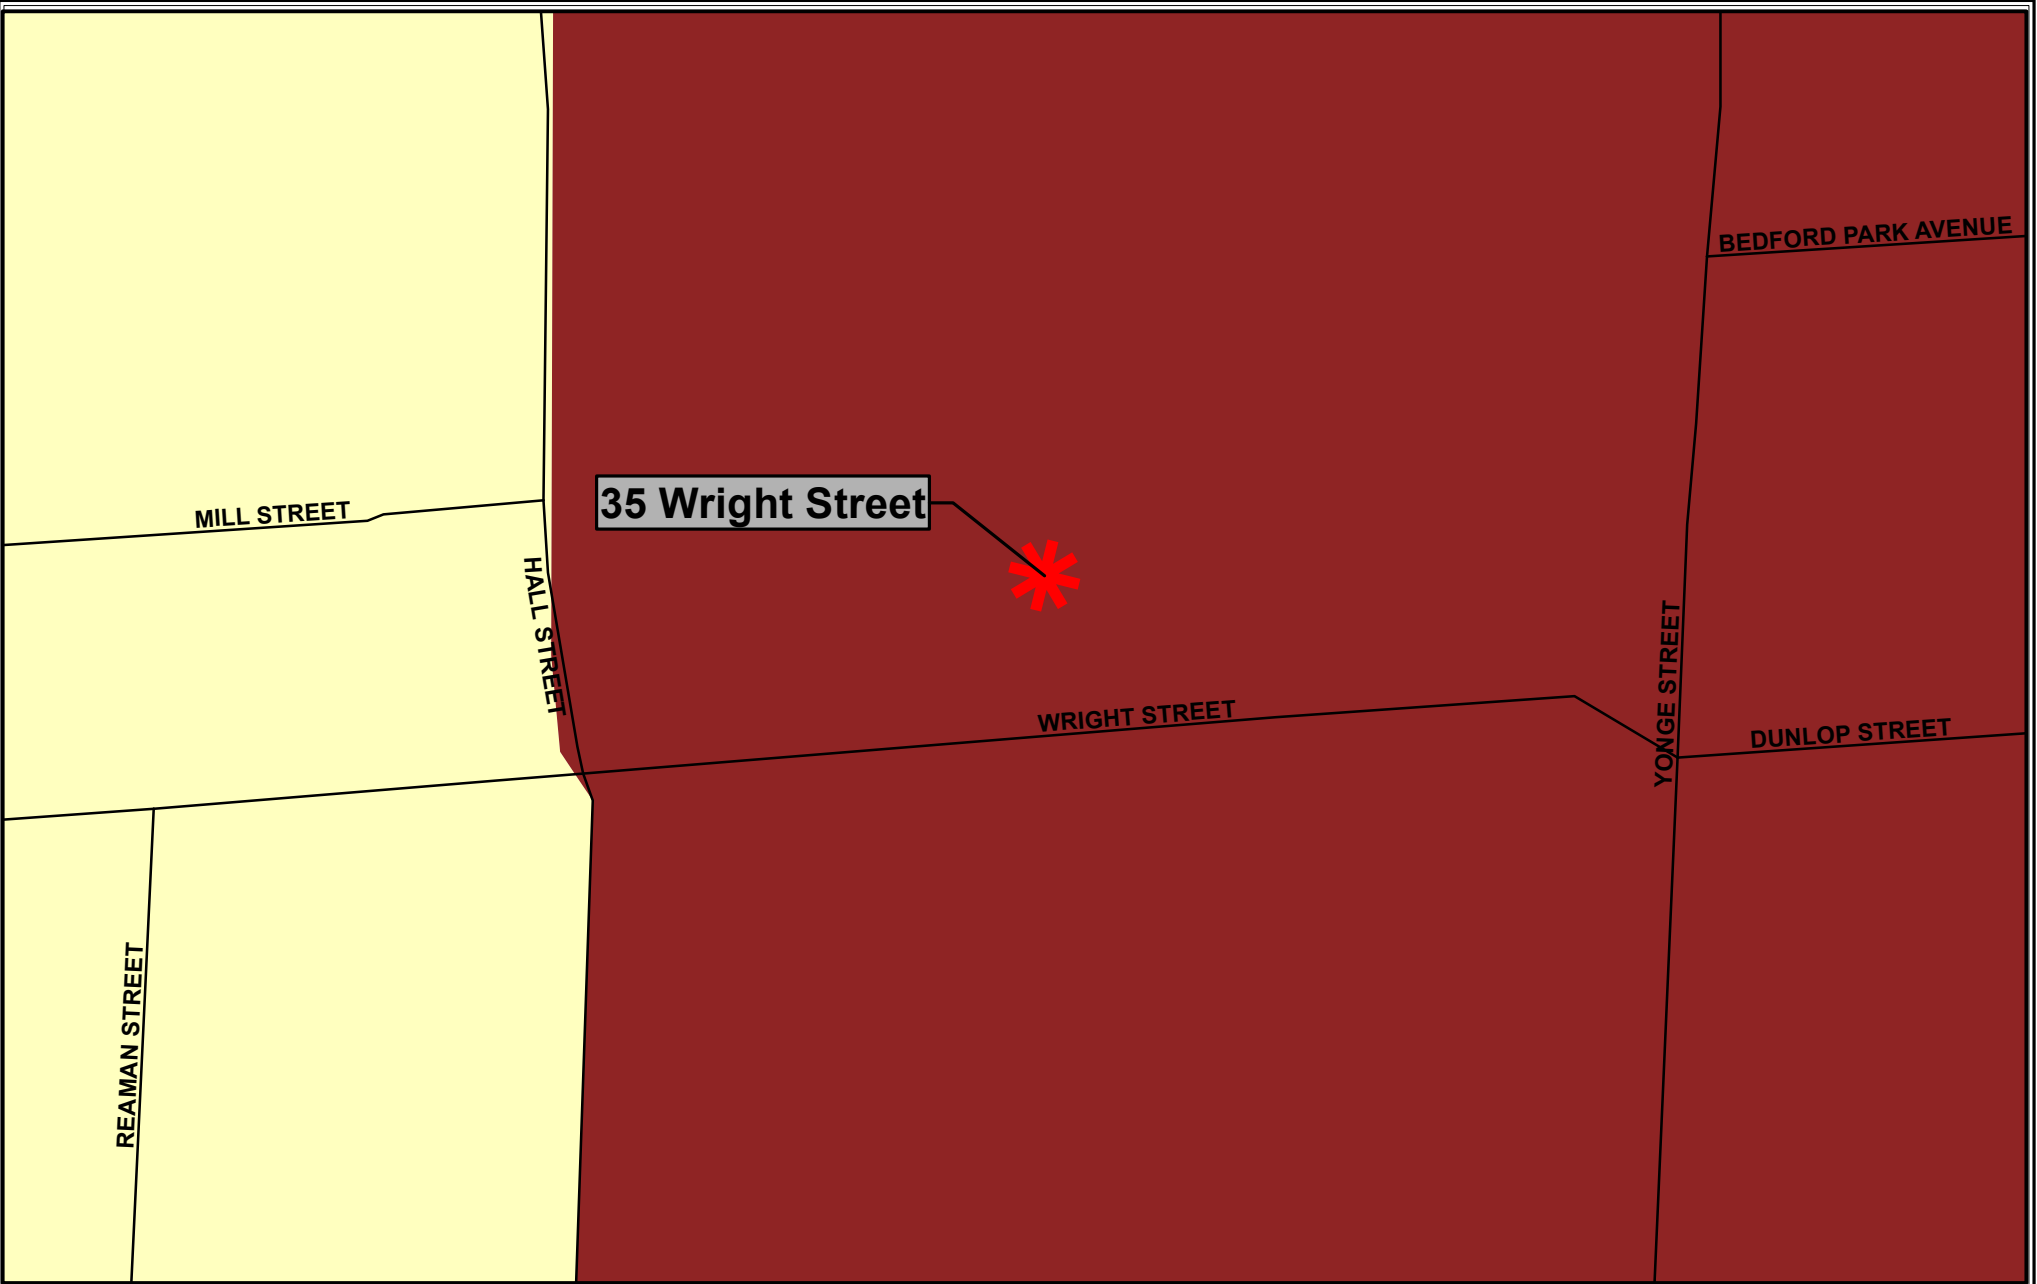 BEDFORD PARK AVENUE
35 Wright Street
MILL STREET
HALL STREET
YONGE STREET
WRIGHT STREET
DUNLOP STREET
REAMAN STREET